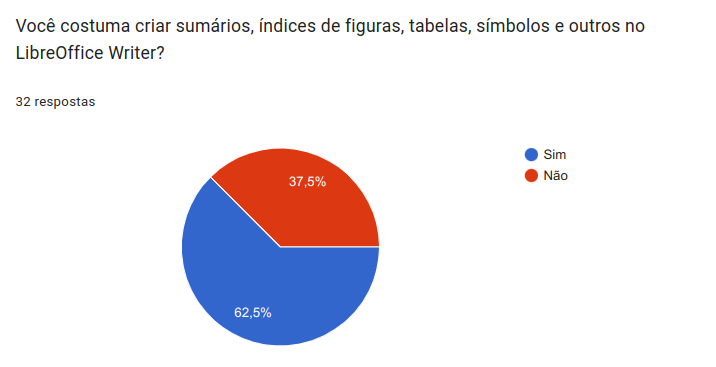 Você costuma criar sumários, índices de figuras, tabelas, símbolos e outros no
LibreOffice Writer?
32 respostas
Sim
Não
37,5%
62,5%